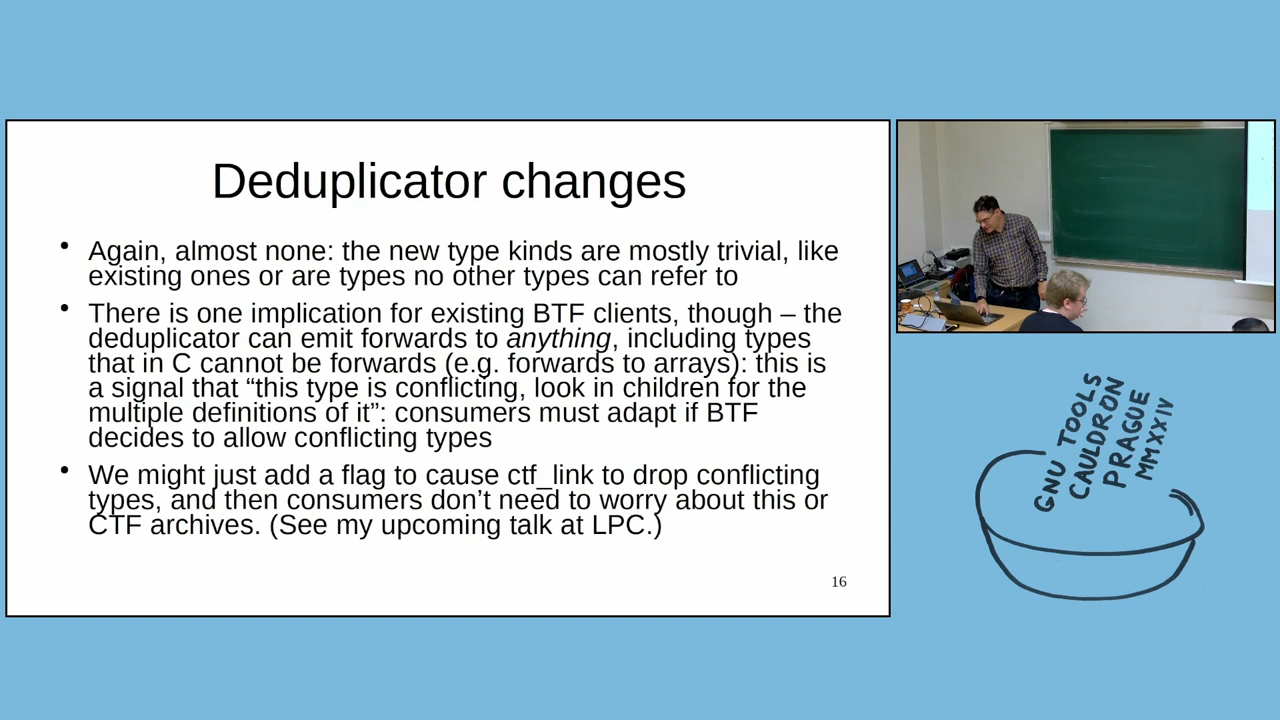 Deduplicator changes
• Again, almost none: the new type kinds are mostly trivial, like
existing ones or are types no other types can refer to
• There is one implication for existing BTF clients, though – the
deduplicator can emit forwards to anything, including types
that in C cannot be forwards (e.g. forwards to arrays): this is
a signal that “this type is conflicting, look in children for the
multiple definitions of it”: consumers must adapt if BTF
decides to allow conflicting types
• We might just add a flag to cause ctf_link to drop conflicting
types, and then consumers don’t need to worry about this or
CTF archives. (See my upcoming talk at LPC.)
16
GNU TOOLS
CAULDRON
PRAGUE
MMXXIV